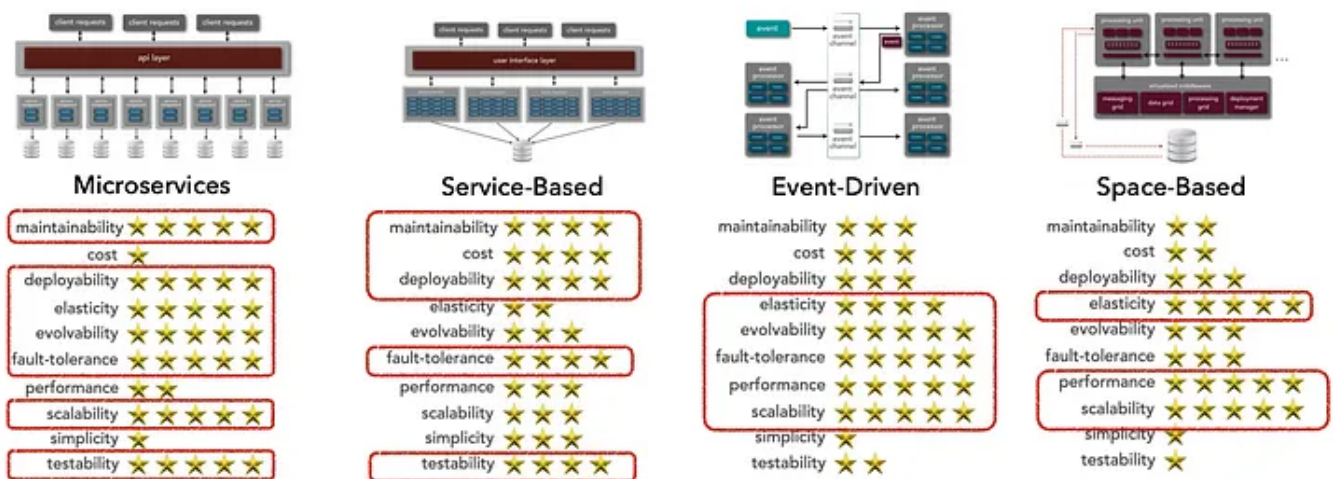 client requests
client requests
client requests
api layer
Microservices
maintainability
cost
deployability
elasticity
evolvability
fault-tolerance
performance
scalability
simplicity
testability
client requests
client requests
client requests
user interface layer
Service-Based
maintainability
cost
deployability
elasticity
evolvability
fault-tolerance
performance
scalability
simplicity
testability
event
event
channel
event
event
processor
event
processor
event
channel
event
processor
event
processor
event
channel
event
processor
Event-Driven
maintainability
cost
deployability
elasticity
evolvability
fault-tolerance
performance
scalability
simplicity
testability
processing unit
processing unit
processing unit
...
virtualized middleware
messaging
grid
data grid
processing
grid
deployment
manager
Space-Based
maintainability
cost
deployability
elasticity
evolvability
fault-tolerance
performance
scalability
simplicity
testability